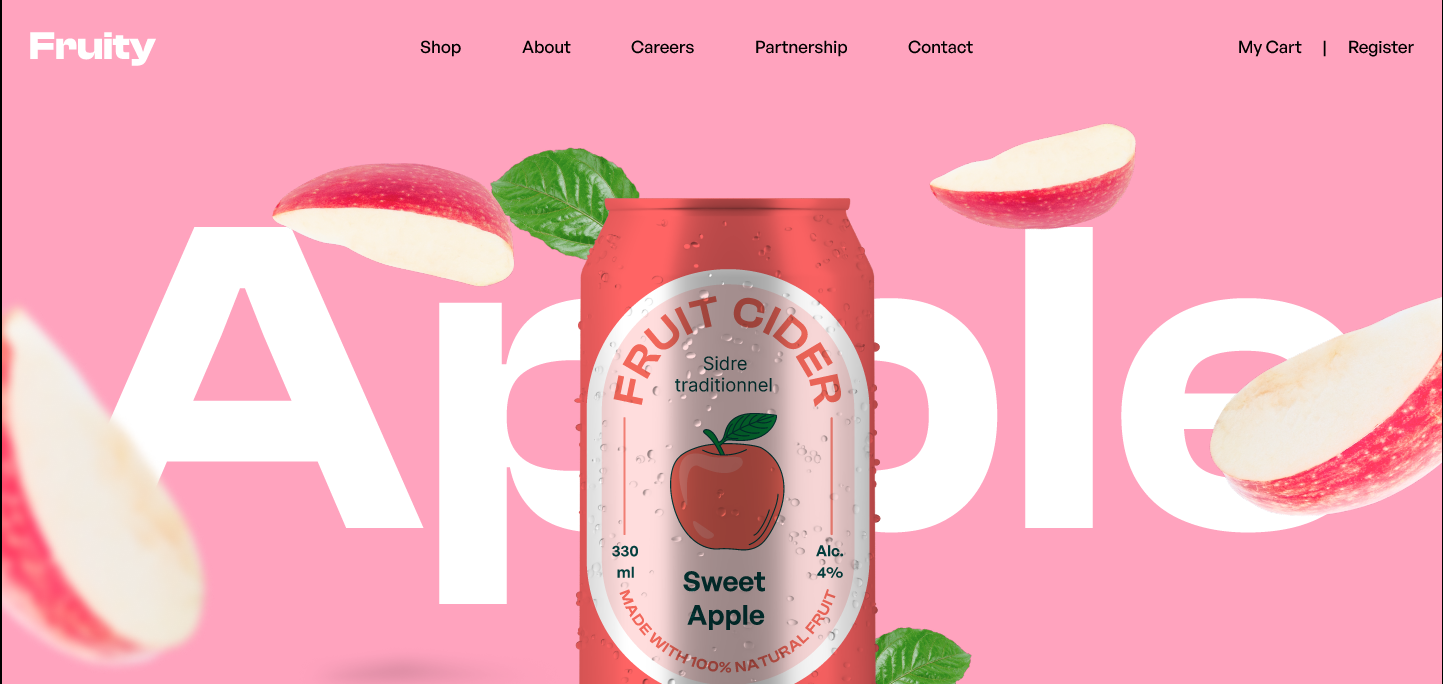 Fruity
Shop About Careers Partnership Contact
My Cart | Register
Apple
FRUIT CIDER
Sidre
traditionnel
330
ml
Alc.
4%
Sweet
Apple
MADE WITH 100% NATURAL FRUIT